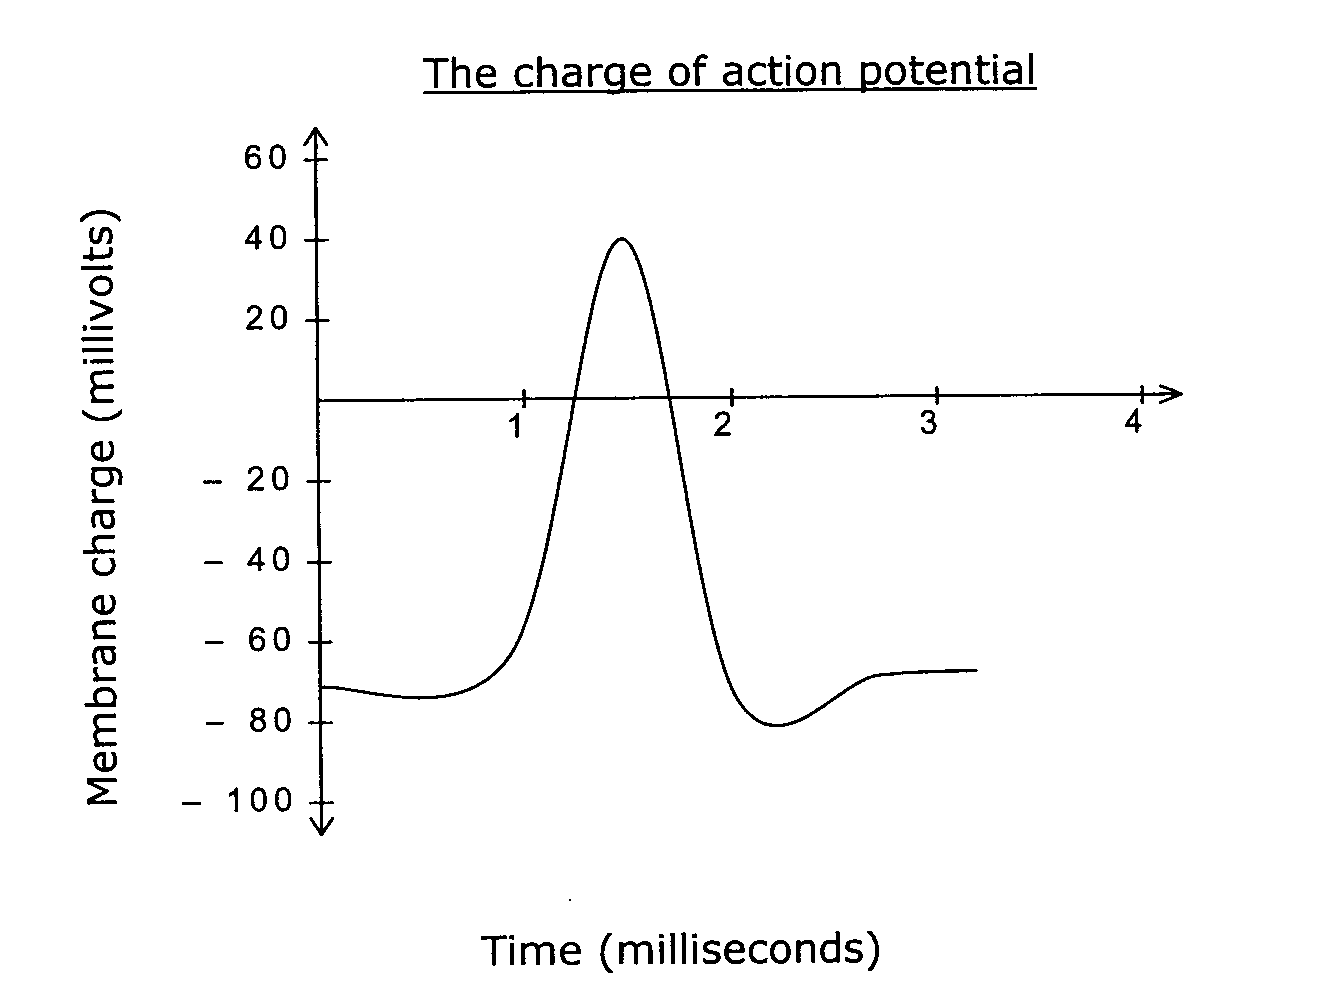 The charge of action potential
60
40
20
1 2 3 4
– 20
– 40
– 60
– 80
– 100
Membrane charge (millivolts)
Time (milliseconds)